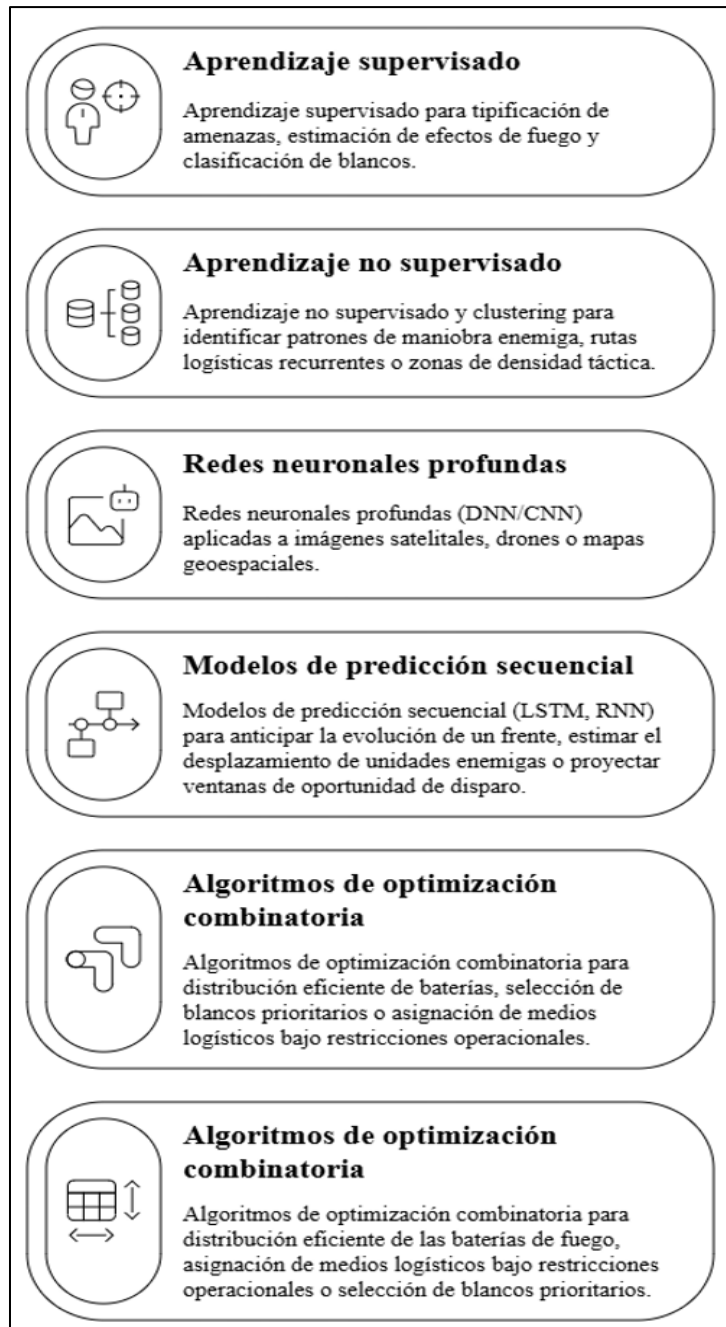 Aprendizaje supervisado
Aprendizaje supervisado para tipificación de
amenazas, estimación de efectos de fuego y
clasificación de blancos.
Aprendizaje no supervisado
Aprendizaje no supervisado y clustering para
identificar patrones de maniobra enemiga, rutas
logísticas recurrentes o zonas de densidad táctica.
Redes neuronales profundas
Redes neuronales profundas (DNN/CNN)
aplicadas a imágenes satelitales, drones o mapas
geoespaciales.
Modelos de predicción secuencial
Modelos de predicción secuencial (LSTM, RNN)
para anticipar la evolución de un frente, estimar el
desplazamiento de unidades enemigas o proyectar
ventanas de oportunidad de disparo.
Algoritmos de optimización
combinatoria
Algoritmos de optimización combinatoria para
distribución eficiente de baterías, selección de
blancos prioritarios o asignación de medios
logísticos bajo restricciones operacionales.
Algoritmos de optimización
combinatoria
Algoritmos de optimización combinatoria para
distribución eficiente de las baterías de fuego,
asignación de medios logísticos bajo restricciones
operacionales o selección de blancos prioritarios.